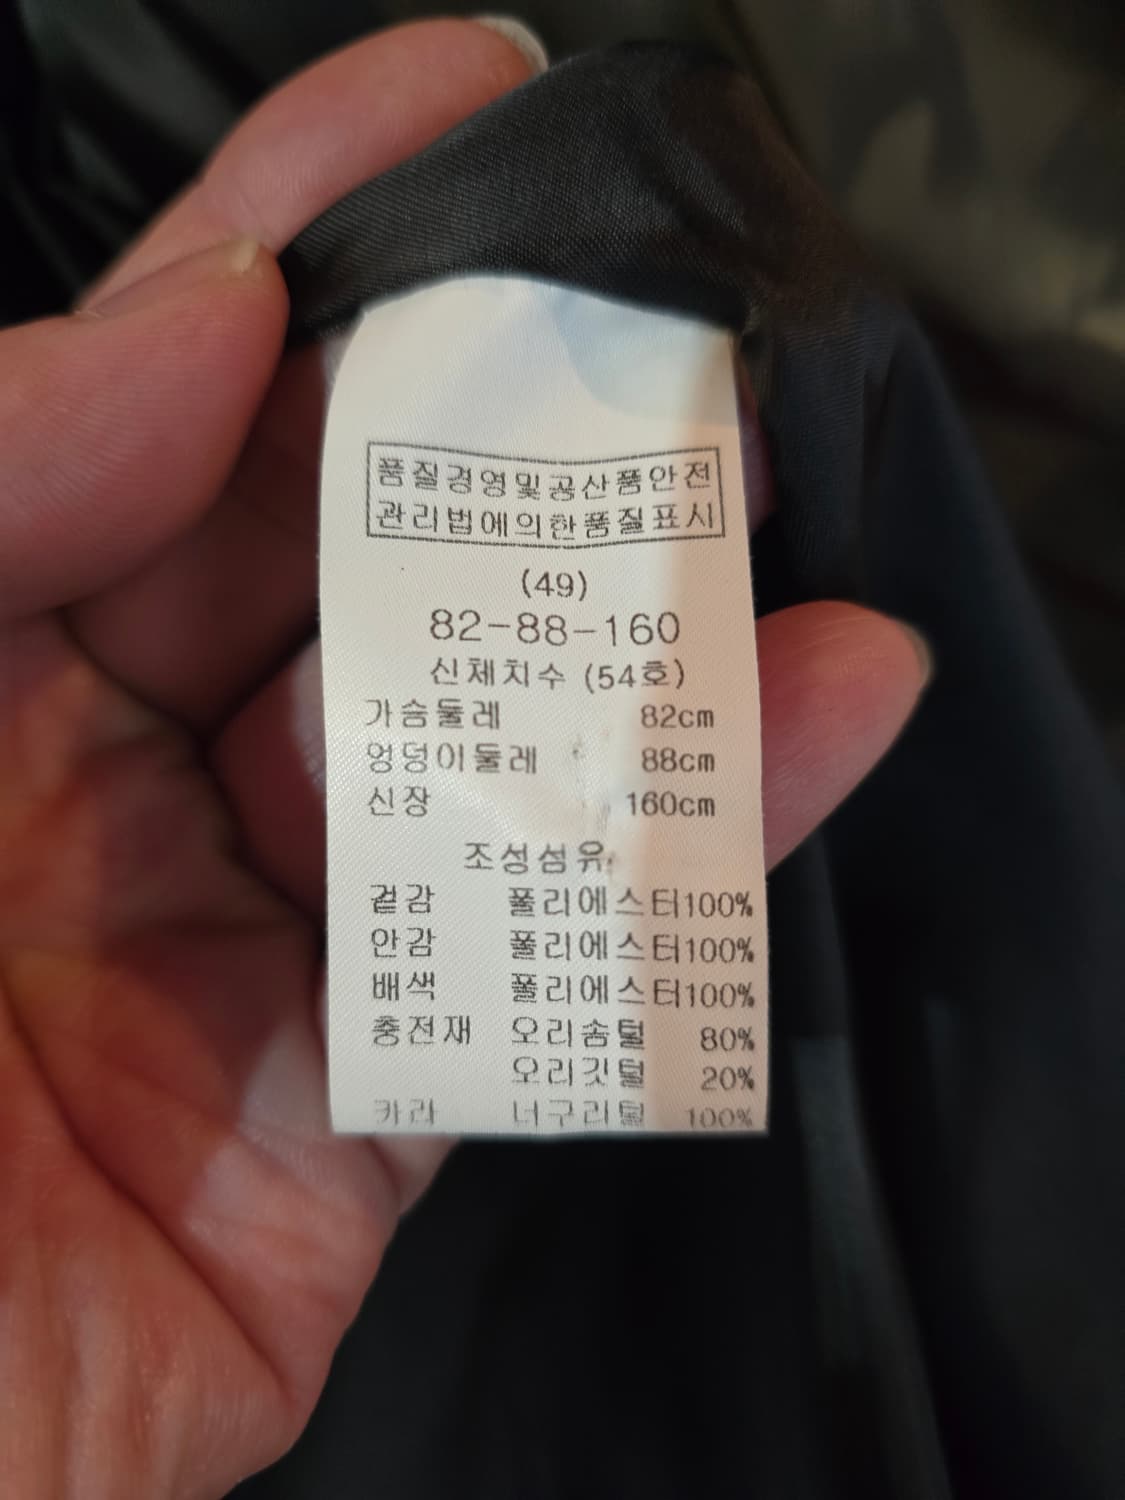 품질경영및공산품안전
관리법에의한품질표시
(49)
82-88-160
신체치수 (54호)
가슴둘레 82cm
엉덩이둘레 88cm
신장 160cm
조성섬유
겉감 폴리에스터100%
안감 폴리에스터100%
배색 폴리에스터100%
충전재 오리솜털 80%
오리깃털 20%
카라 너구리털 100%